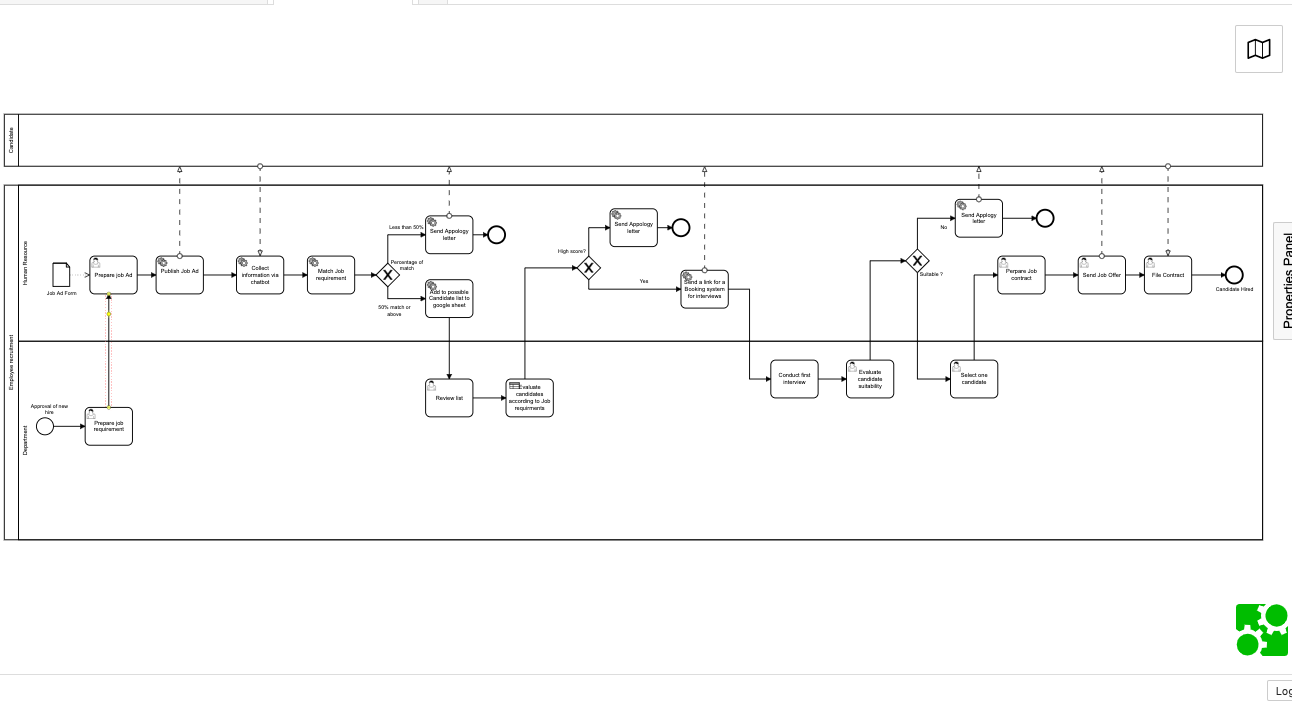 Candidate
Employee recruitment
Human Resource
Department
Job Ad Form
Prepare job Ad
Publish Job Ad
Collect
information via
chatbot
Match Job
requirement
Percentage of
match
Less than 50%
50% match or
above
Send Appology
letter
Add to possible
Candidate list to
google sheet
High score?
Send Appology
letter
Yes
Send a link for a
Booking system
for interviews
Suitable ?
No
Send Applogy
letter
Perpare Job
contract
Send Job Offer
File Contract
Candidate Hired
Approval of new
hire
Prepare job
requirement
Review list
Evaluate
candidates
according to Job
requirments
Conduct first
interview
Evaluate
candidate
suitability
Select one
candidate
Properties Panel
Log